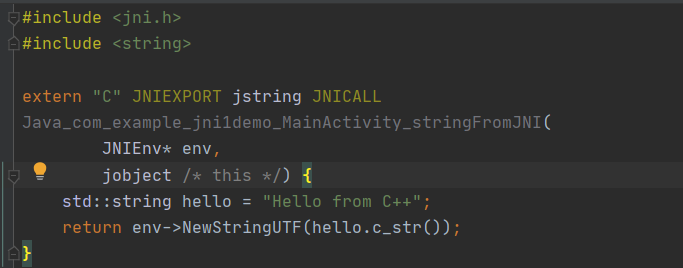 #include <jni.h>
#include <string>
extern "C" JNIEXPORT jstring JNICALL
Java_com_example_jni1demo_MainActivity_stringFromJNI(
JNIEnv* env,
jobject /* this */) {
std::string hello = "Hello from C++";
return env->NewStringUTF(hello.c_str());
}